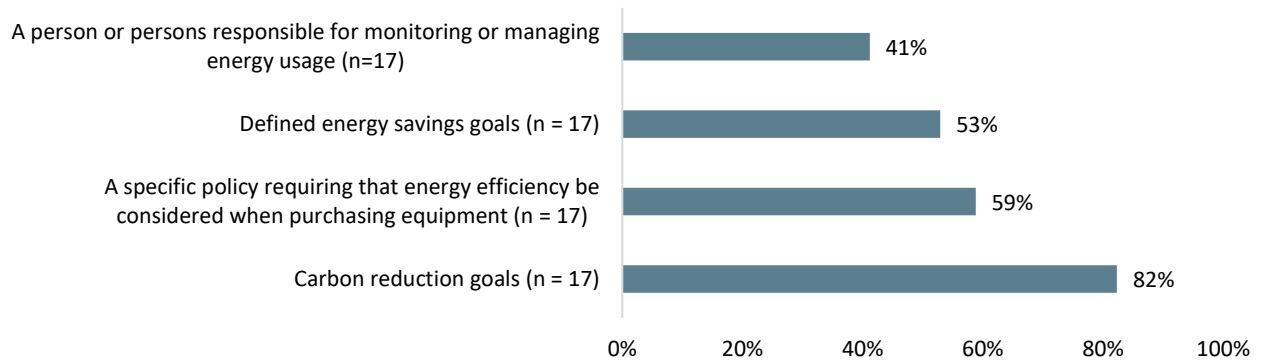 A person or persons responsible for monitoring or managing
energy usage (n=17)
41%
Defined energy savings goals (n = 17)
53%
A specific policy requiring that energy efficiency be
considered when purchasing equipment (n = 17)
59%
Carbon reduction goals (n = 17)
82%
0% 20% 40% 60% 80% 100%